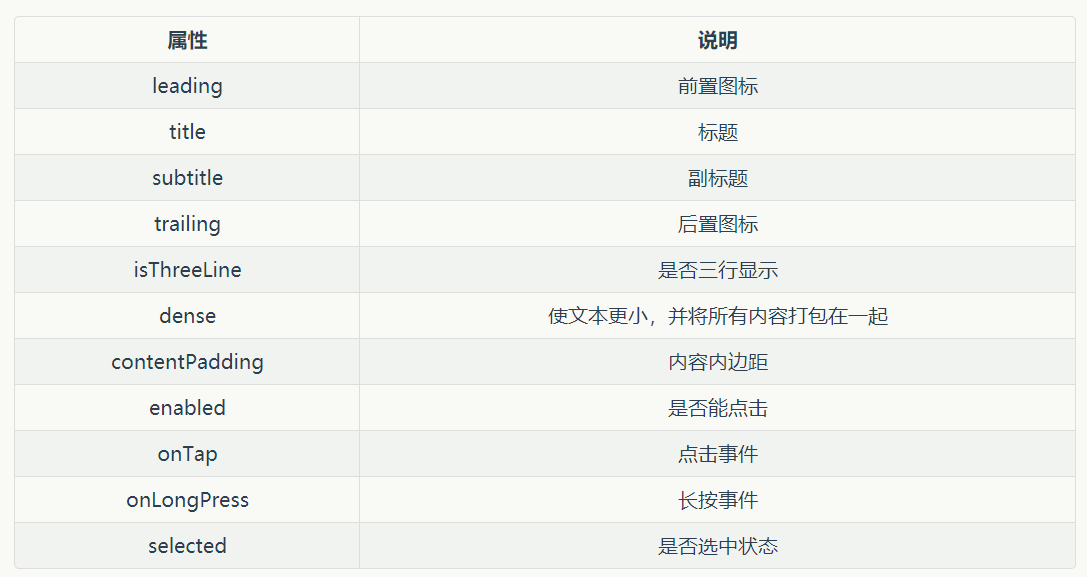 属性 说明
leading 前置图标
title 标题
subtitle 副标题
trailing 后置图标
isThreeLine 是否三行显示
dense 使文本更小，并将所有内容打包在一起
contentPadding 内容内边距
enabled 是否能点击
onTap 点击事件
onLongPress 长按事件
selected 是否选中状态